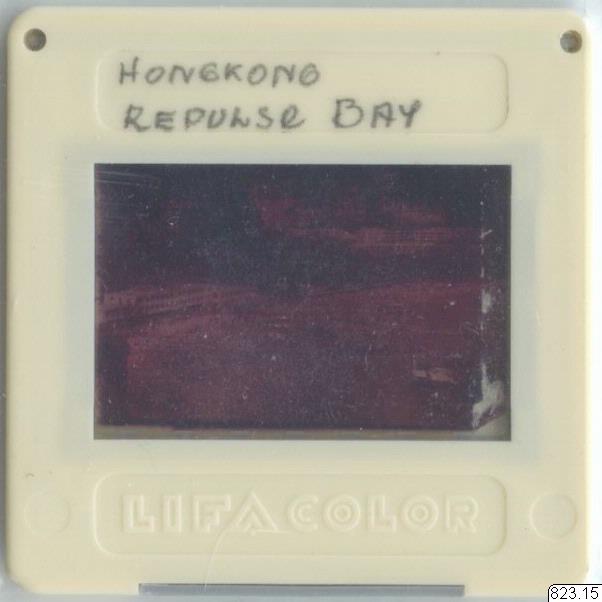 HONGKONG
REPULSE BAY
LIFACOLOR
823.15